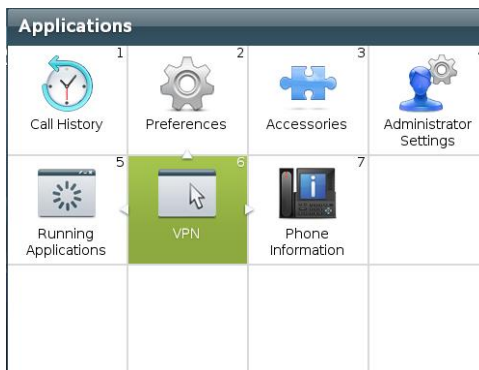 Applications
1
Call History
2
Preferences
3
Accessories
Administrator
Settings
5
Running
Applications
6
VPN
7
Phone
Information